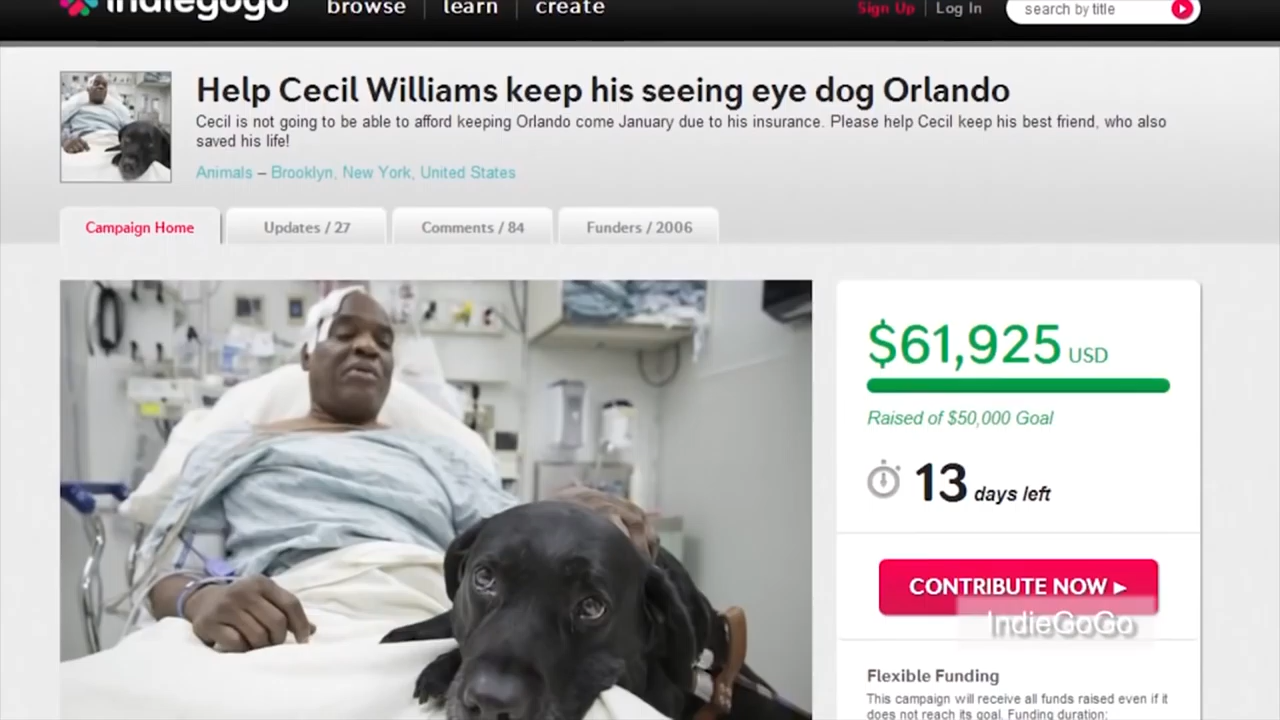 indiegogo
browse
learn
create
Sign Up
Log In
search by title
Help Cecil Williams keep his seeing eye dog Orlando
Cecil is not going to be able to afford keeping Orlando come January due to his insurance. Please help Cecil keep his best friend, who also
saved his life!
Animals – Brooklyn, New York, United States
Campaign Home
Updates / 27
Comments / 84
Funders / 2006
$61,925 USD
Raised of $50,000 Goal
13 days left
CONTRIBUTE NOW ►
IndieGoGo
Flexible Funding
This campaign will receive all funds raised even if it
does not reach its goal. Funding duration: